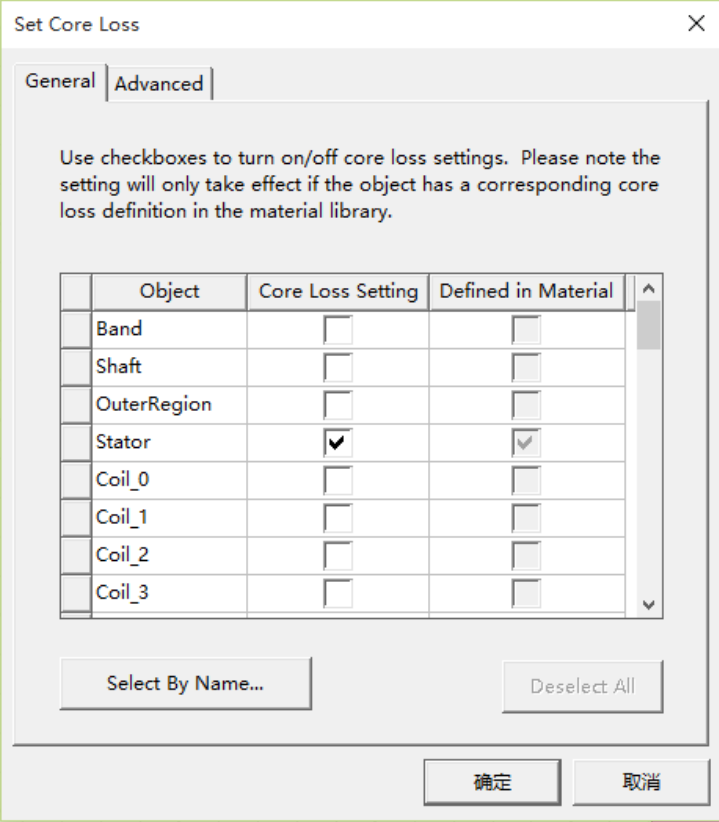 Set Core Loss
General Advanced
Use checkboxes to turn on/off core loss settings. Please note the
setting will only take effect if the object has a corresponding core
loss definition in the material library.
Object Core Loss Setting Defined in Material
Band
Shaft
OuterRegion
Stator
Coil_0
Coil_1
Coil_2
Coil_3
Select By Name... Deselect All
确定 取消